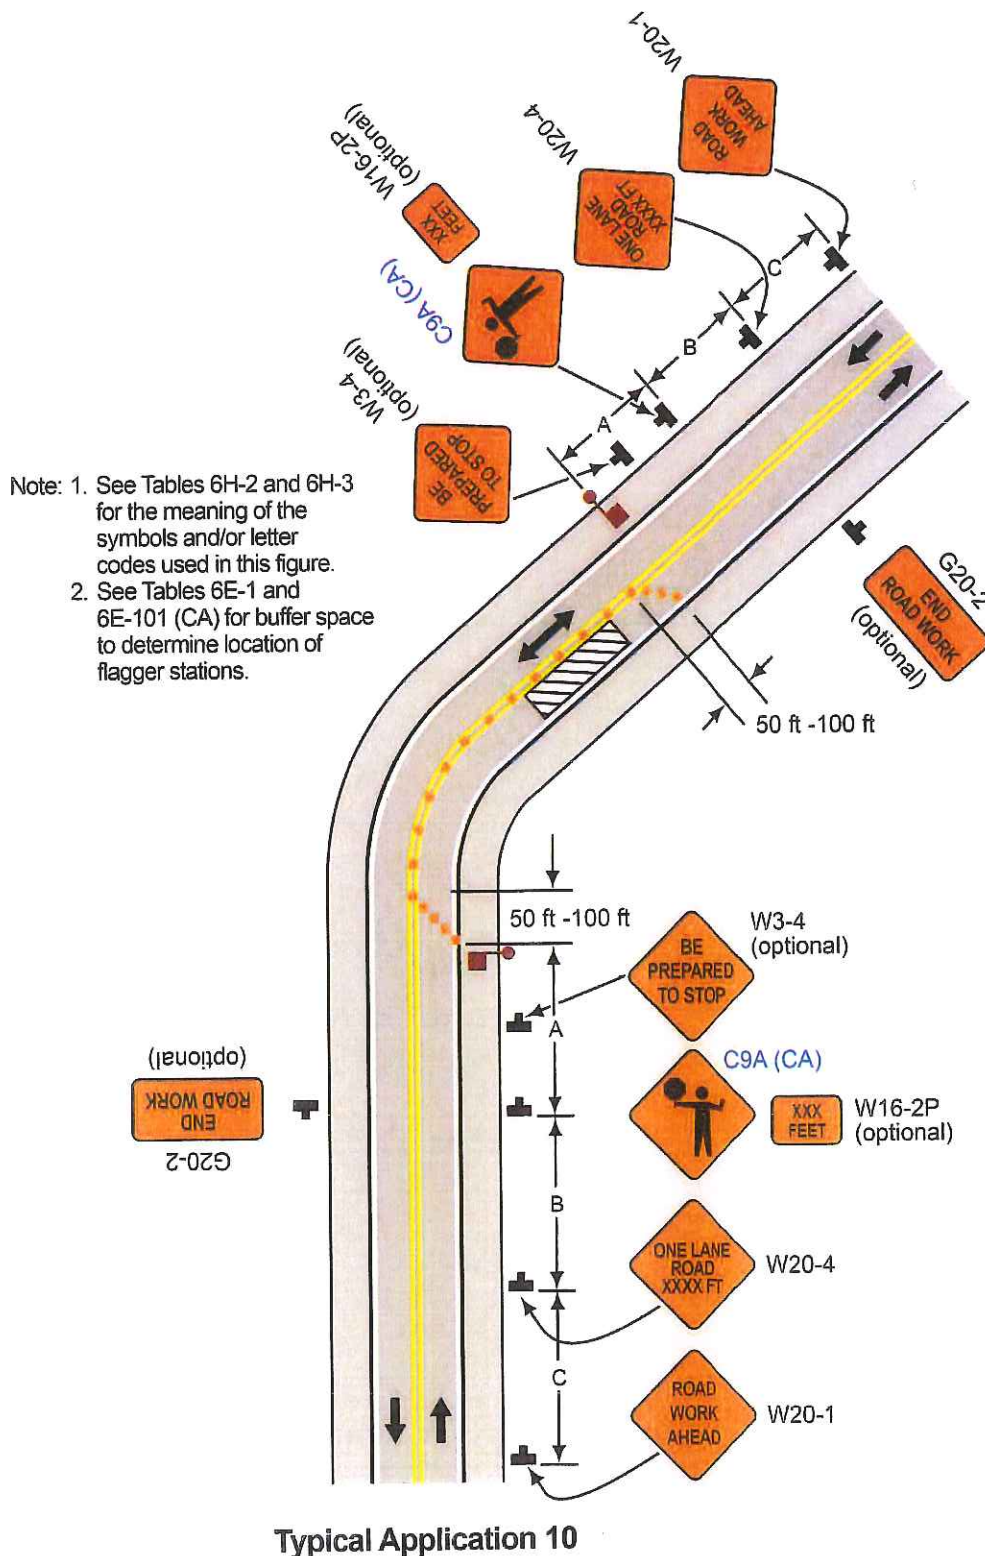 W20-1
ROAD
WORK
AHEAD
W20-4
ONE LANE
ROAD
XXXX FT
W16-2P
(optional)
XXX
FEET
C9A (CA)
W3-4
(optional)
BE
PREPARED
TO STOP
C
B
A
Note: 1. See Tables 6H-2 and 6H-3
for the meaning of the
symbols and/or letter
codes used in this figure.
2. See Tables 6E-1 and
6E-101 (CA) for buffer space
to determine location of
flagger stations.
G20-2
END
ROAD WORK
(optional)
50 ft -100 ft
50 ft -100 ft
W3-4
(optional)
BE
PREPARED
TO STOP
A
C9A (CA)
XXX
FEET
W16-2P
(optional)
G20-2
END
ROAD WORK
(optional)
B
ONE LANE
ROAD
XXXX FT
W20-4
C
ROAD
WORK
AHEAD
W20-1
Typical Application 10